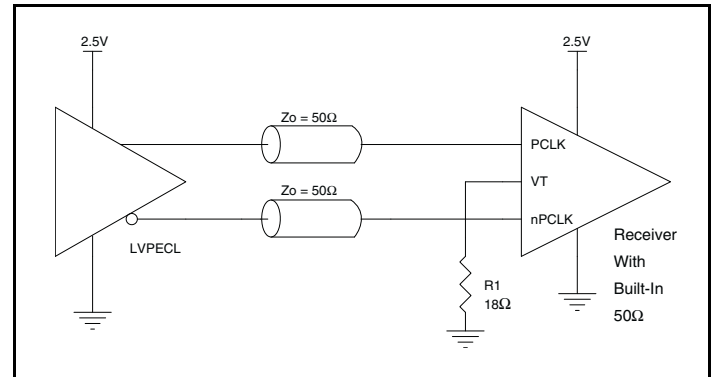 2.5V
2.5V
Zo = 50Ω
PCLK
VT
Zo = 50Ω
nPCLK
LVPECL
Receiver
With
Built-In
50Ω
R1
18Ω